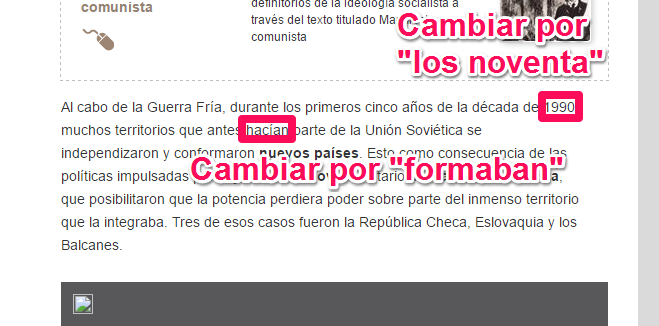 comunista
definitorios de la ideología socialista a
través del texto titulado Ma
comunista
Cambiar por
"los noventa"
Al cabo de la Guerra Fría, durante los primeros cinco años de la década de 1990,
muchos territorios que antes hacían parte de la Unión Soviética se
independizaron y conformaron nuevos países. Esto como consecuencia de las
Cambiar por "formaban"
políticas impulsadas
que posibilitaron que la potencia perdiera poder sobre parte del inmenso territorio
que la integraba. Tres de esos casos fueron la República Checa, Eslovaquia y los
Balcanes.